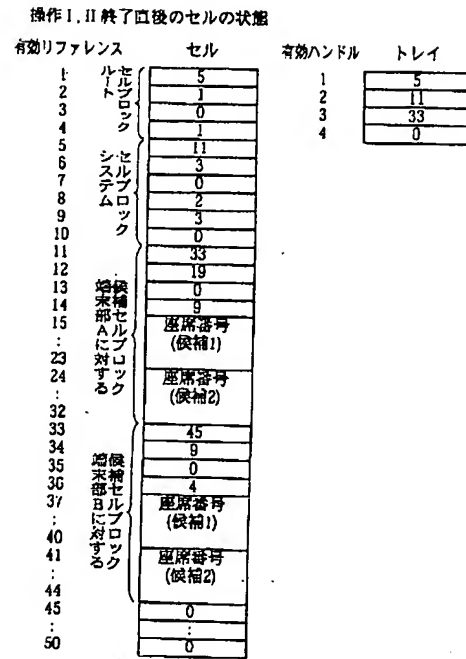 操作I,II終了直後のセルの状態
有効リファレンス セル 有効ハンドル トレイ
1 5
2 1
3 0
4 1
5 11
6 3
7 0
8 2
9 3
10 0
11 33
12 19
13 0
14 9
15 座席番号
: (候補1)
23
24 座席番号
: (候補2)
32
33 45
34 9
35 0
36 4
37 座席番号
: (候補1)
40
41 座席番号
: (候補2)
44
45 0
: :
50 0
ルート
セルブロック
システム
セルブロック
端末部Aに対する
候補セルブロック
端末部Bに対する
候補セルブロック
1 5
2 11
3 33
4 0